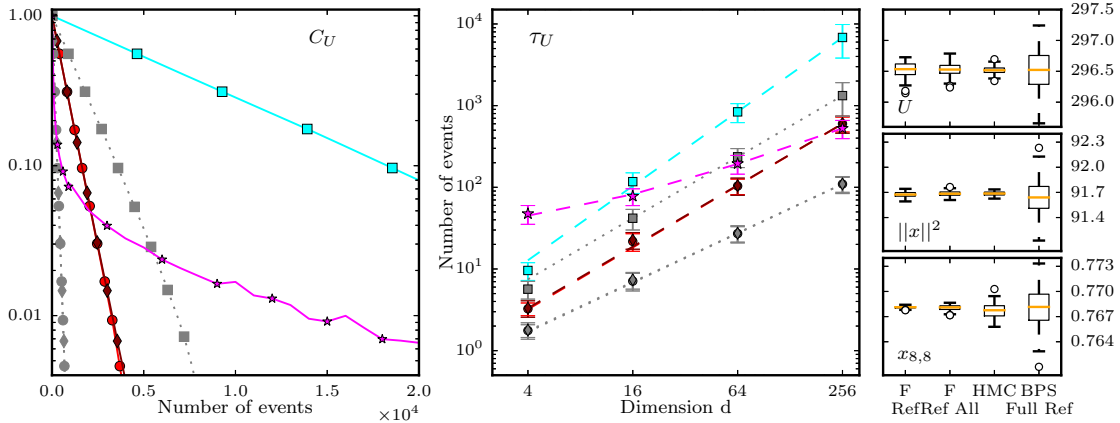 1.00
0.10
0.01
C_U
0.0 0.5 1.0 1.5 2.0
Number of events
×10^4
Number of events
10^4
10^3
10^2
10^1
10^0
τ_U
4 16 64 256
Dimension d
297.5
297.0
296.5
296.0
U
92.3
92.0
91.7
91.4
||x||^2
0.773
0.770
0.767
0.764
x_{8,8}
F F HMC BPS
Ref Ref All Full Ref